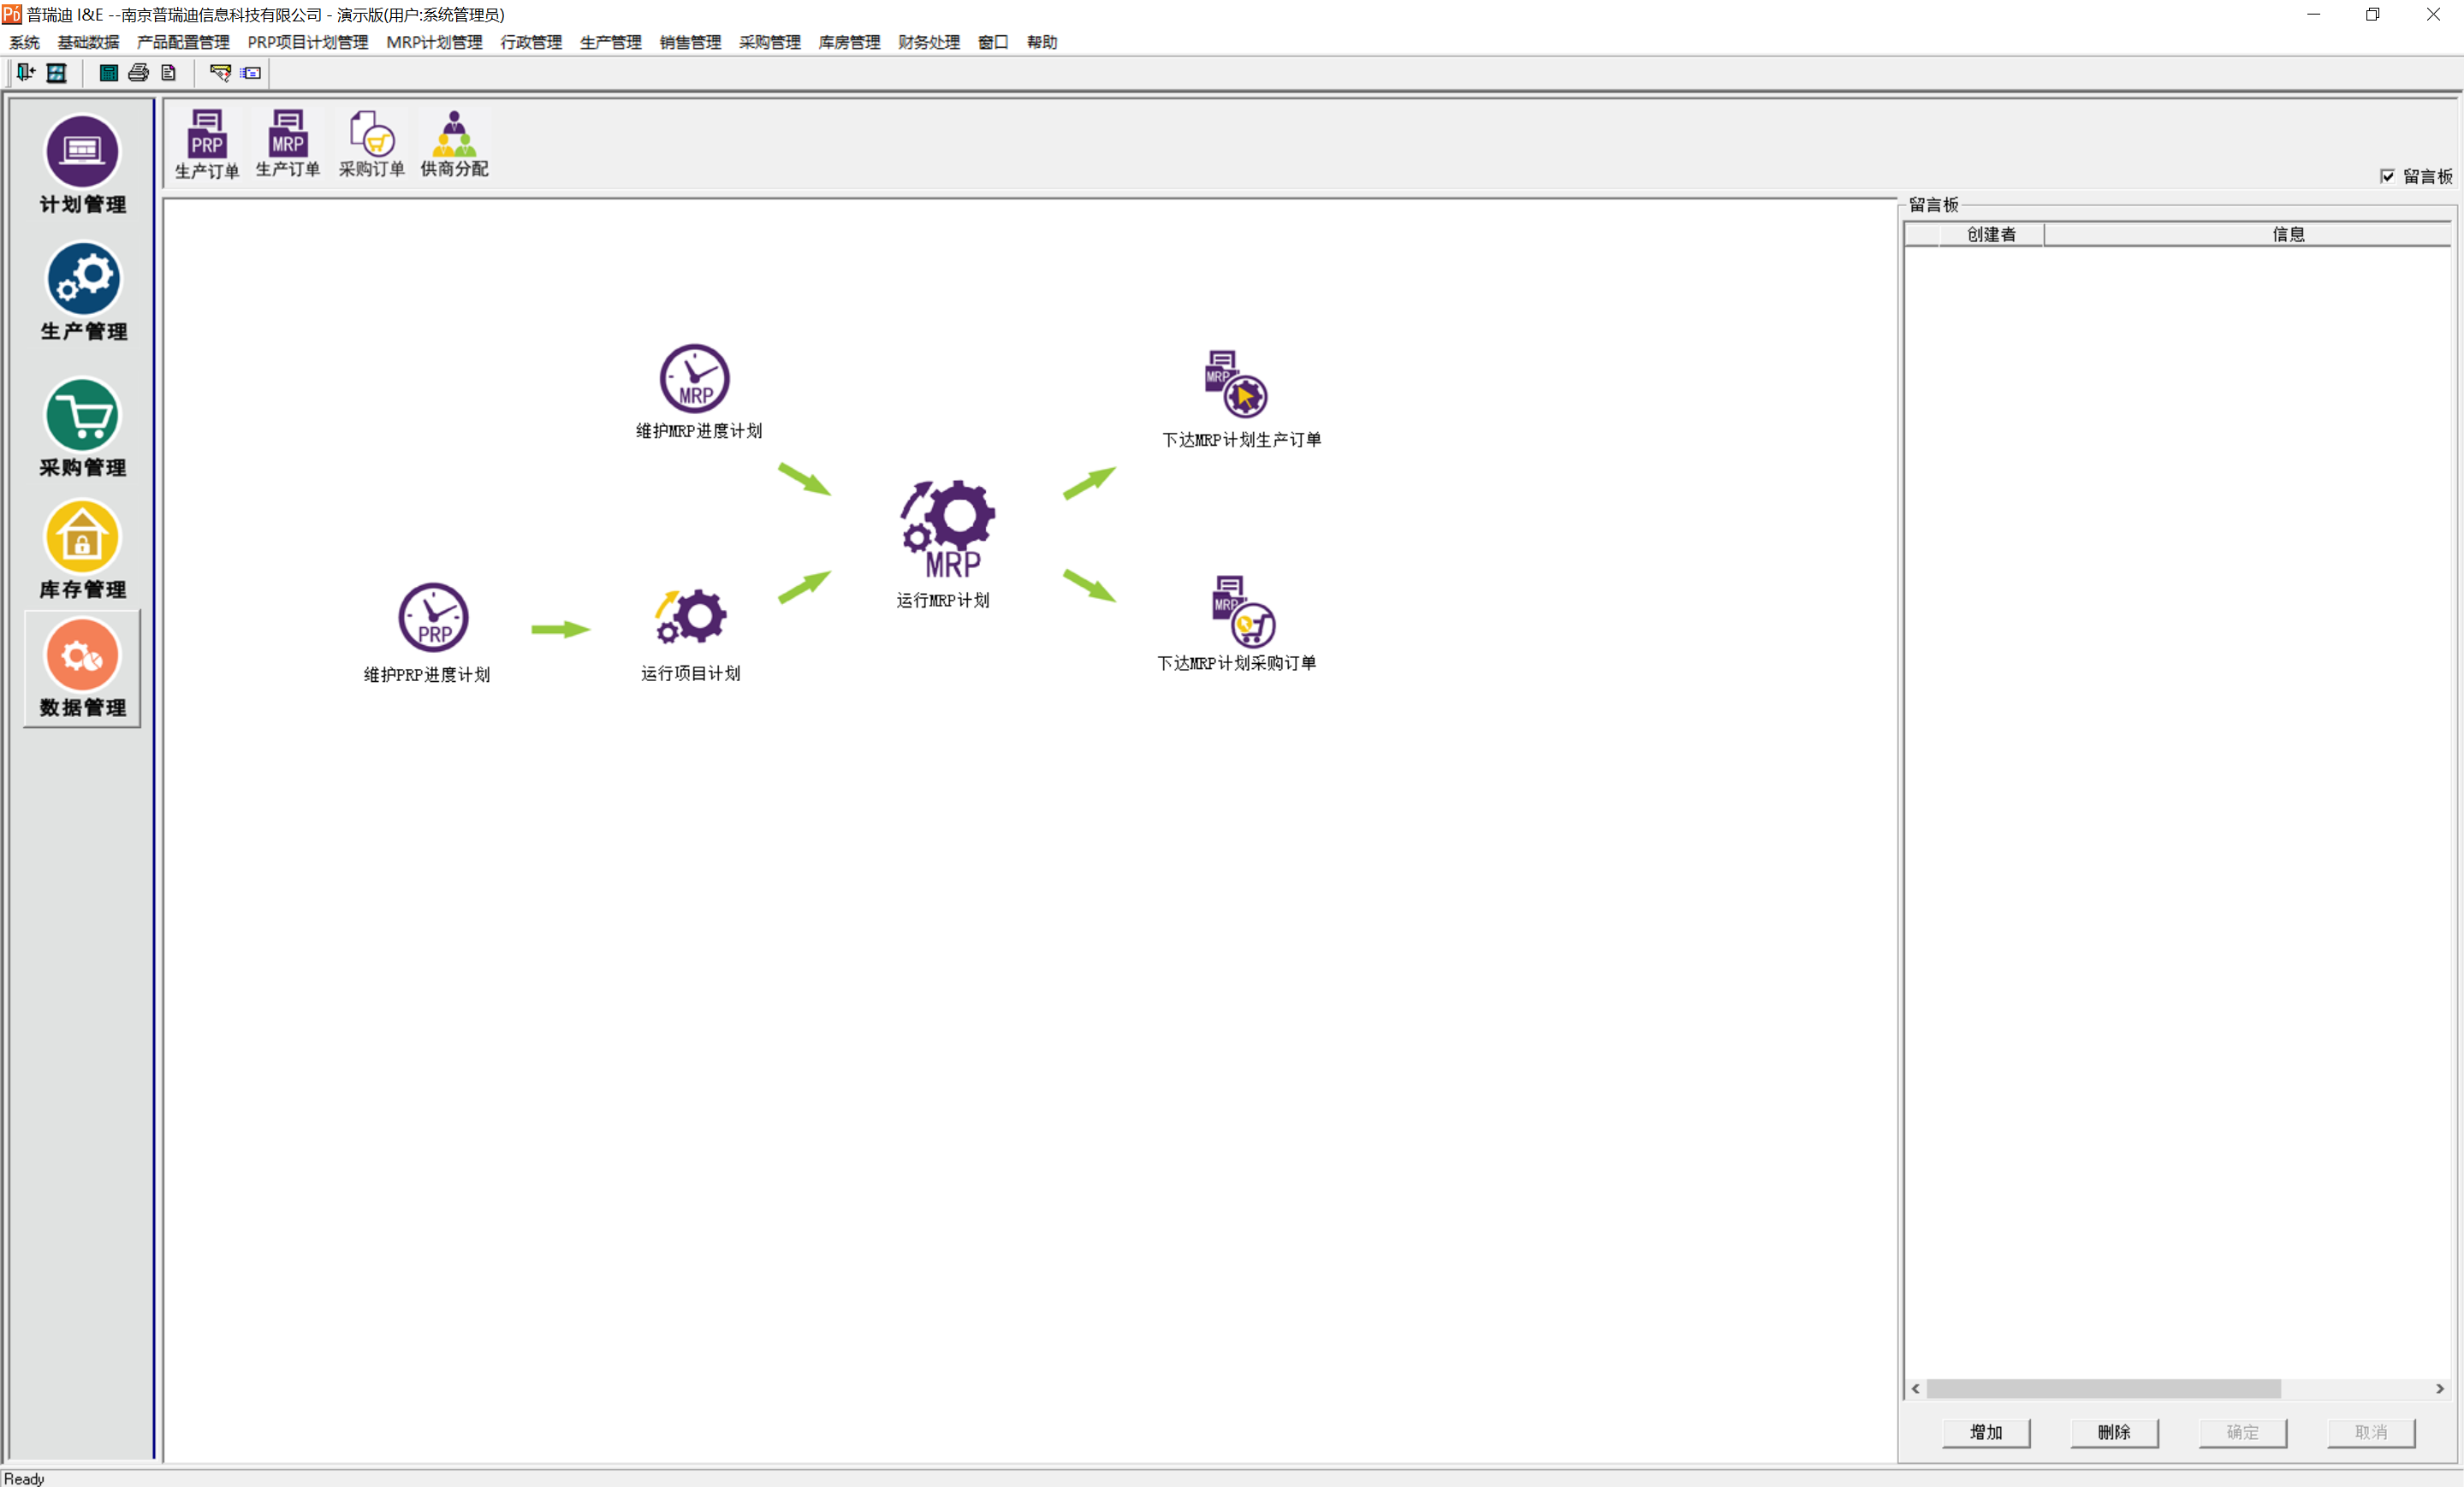 普瑞迪 I&E --南京普瑞迪信息科技有限公司 - 演示版(用户:系统管理员)
系统 基础数据 产品配置管理 PRP项目计划管理 MRP计划管理 行政管理 生产管理 销售管理 采购管理 库房管理 财务处理 窗口 帮助
计划管理
生产管理
采购管理
库存管理
数据管理
PRP
生产订单
MRP
生产订单
采购订单
供商分配
留言板
留言板
创建者 信息
MRP
维护MRP进度计划
MRP
下达MRP计划生产订单
MRP
运行MRP计划
PRP
维护PRP进度计划
运行项目计划
MRP
下达MRP计划采购订单
增加 删除 确定 取消
Ready